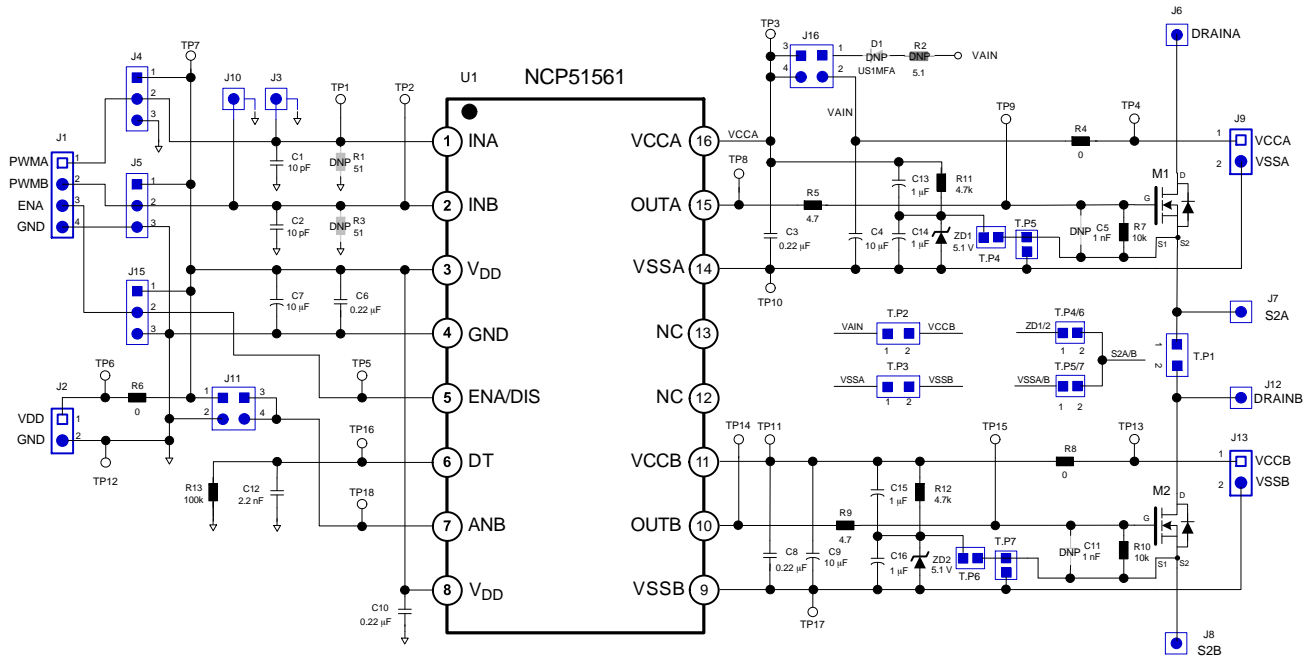 J6
DRAINA
TP3
J16
3
1
4
2
D1
DNP
US1MFA
R2
DNP
5.1
VAIN
VAIN
TP7
J4
1
2
3
J10
J3
TP1
TP2
U1
NCP51561
TP9
R4
0
TP4
J9
1
2
VCCA
VSSA
J1
PWMA
PWMB
ENA
GND
1
2
3
4
J5
1
2
3
C1
10 pF
DNP
R1
51
C2
10 pF
DNP
R3
51
1
INA
2
INB
3
VDD
4
GND
5
ENA/DIS
6
DT
7
ANB
8
VDD
VCCA
16
OUTA
15
VSSA
14
NC
13
NC
12
VCCB
11
OUTB
10
VSSB
9
VCCA
TP8
R5
4.7
C13
1 µF
R11
4.7k
C3
0.22 µF
C4
10 µF
C14
1 µF
ZD1
5.1 V
T.P4
T.P5
DNP
C5
1 nF
R7
10k
M1
D
G
S1
S2
TP10
J15
1
2
3
C7
10 µF
C6
0.22 µF
T.P2
VAIN
VCCB
1
2
T.P4/6
ZD1/2
1
2
S2A/B
T.P3
VSSA
VSSB
1
2
T.P5/7
VSSA/B
1
2
J7
S2A
1
2
T.P1
J12
DRAINB
TP6
J2
VDD
GND
1
2
R6
0
J11
1
3
2
4
TP5
TP12
TP16
R13
100k
C12
2.2 nF
TP18
C10
0.22 µF
TP14
TP11
TP15
R8
0
TP13
J13
1
2
VCCB
VSSB
C15
1 µF
R12
4.7k
R9
4.7
C8
0.22 µF
C9
10 µF
C16
1 µF
ZD2
5.1 V
T.P6
T.P7
DNP
C11
1 nF
R10
10k
M2
D
G
S1
S2
TP17
J8
S2B